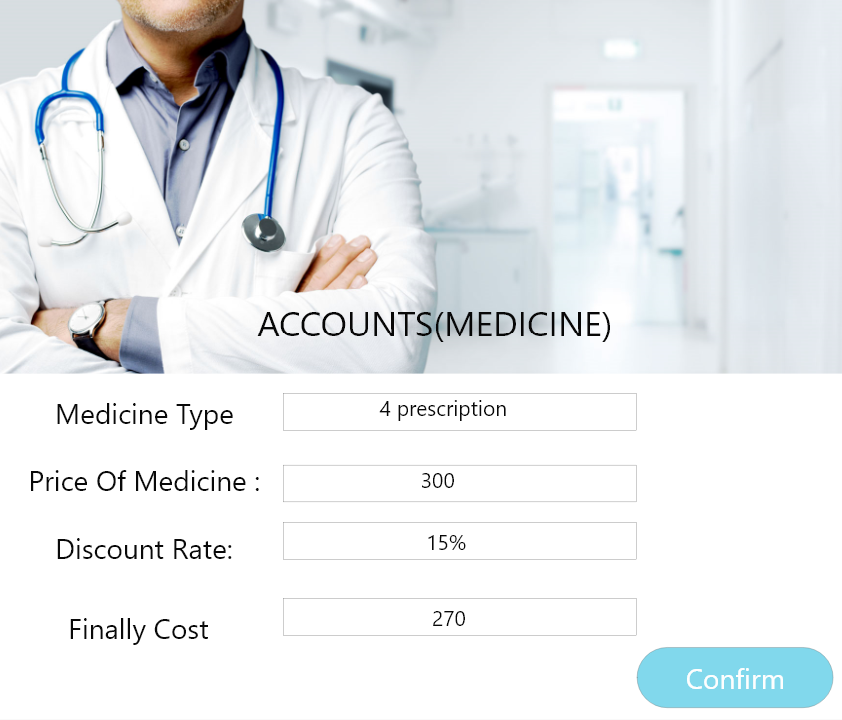 ACCOUNTS(MEDICINE)
Medicine Type
4 prescription
Price Of Medicine :
300
Discount Rate:
15%
Finally Cost
270
Confirm